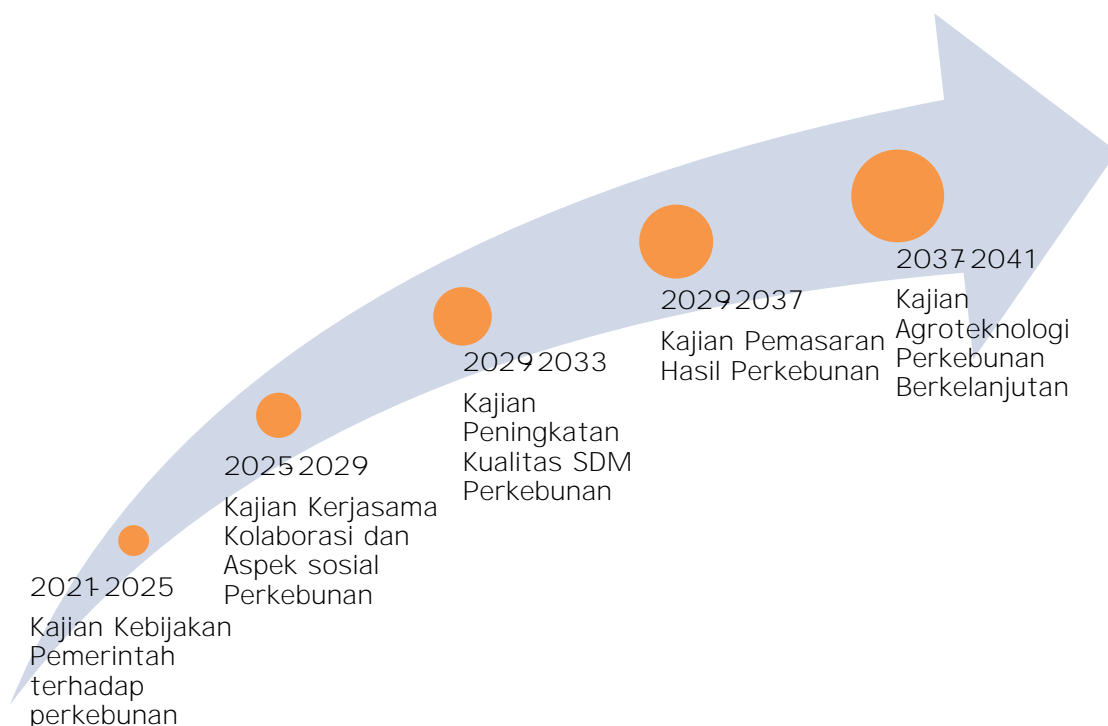 2021-2025
Kajian Kebijakan
Pemerintah
terhadap
perkebunan
2025-2029
Kajian Kerjasama
Kolaborasi dan
Aspek sosial
Perkebunan
2029-2033
Kajian
Peningkatan
Kualitas SDM
Perkebunan
2029-2037
Kajian Pemasaran
Hasil Perkebunan
2037-2041
Kajian
Agroteknologi
Perkebunan
Berkelanjutan